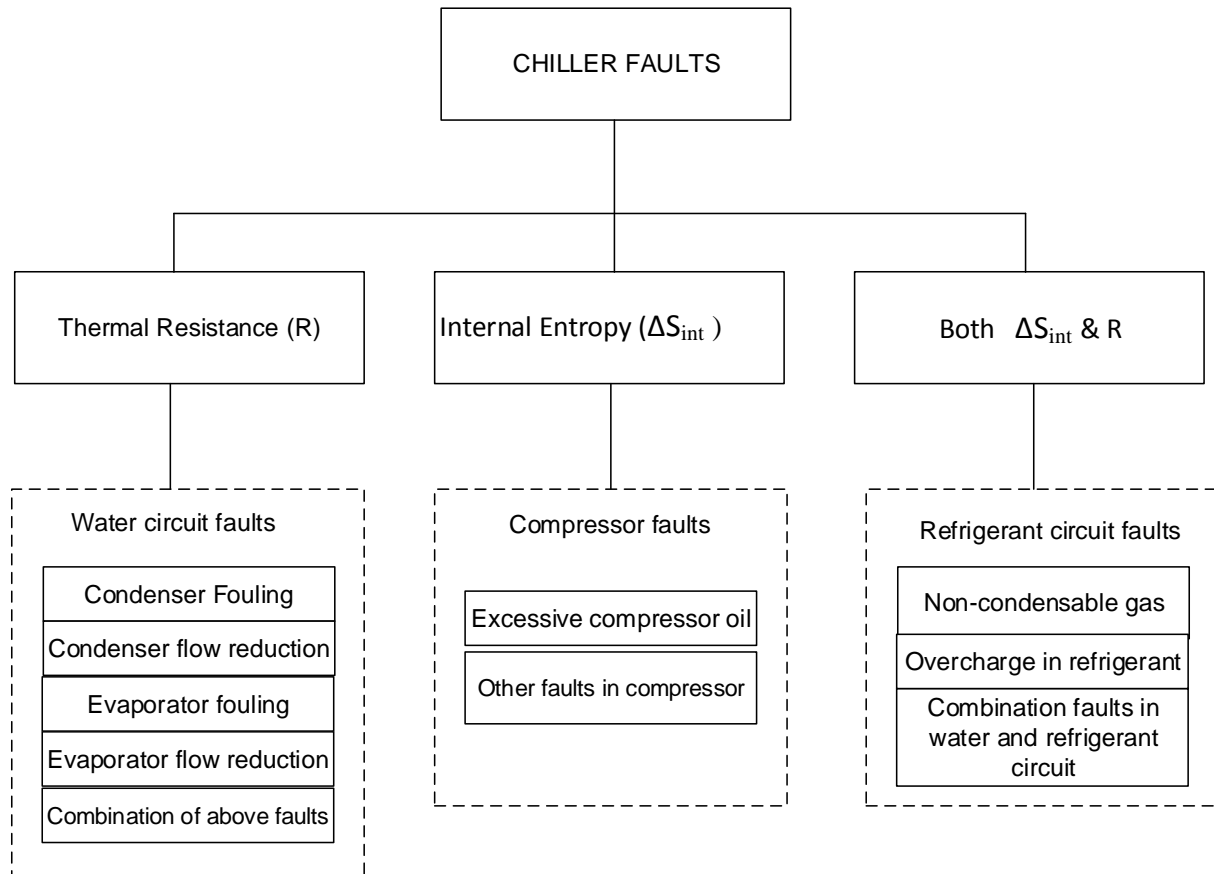 CHILLER FAULTS
Thermal Resistance (R)
Internal Entropy (ΔSint )
Both ΔSint & R
Water circuit faults
Condenser Fouling
Condenser flow reduction
Evaporator fouling
Evaporator flow reduction
Combination of above faults
Compressor faults
Excessive compressor oil
Other faults in compressor
Refrigerant circuit faults
Non-condensable gas
Overcharge in refrigerant
Combination faults in
water and refrigerant
circuit